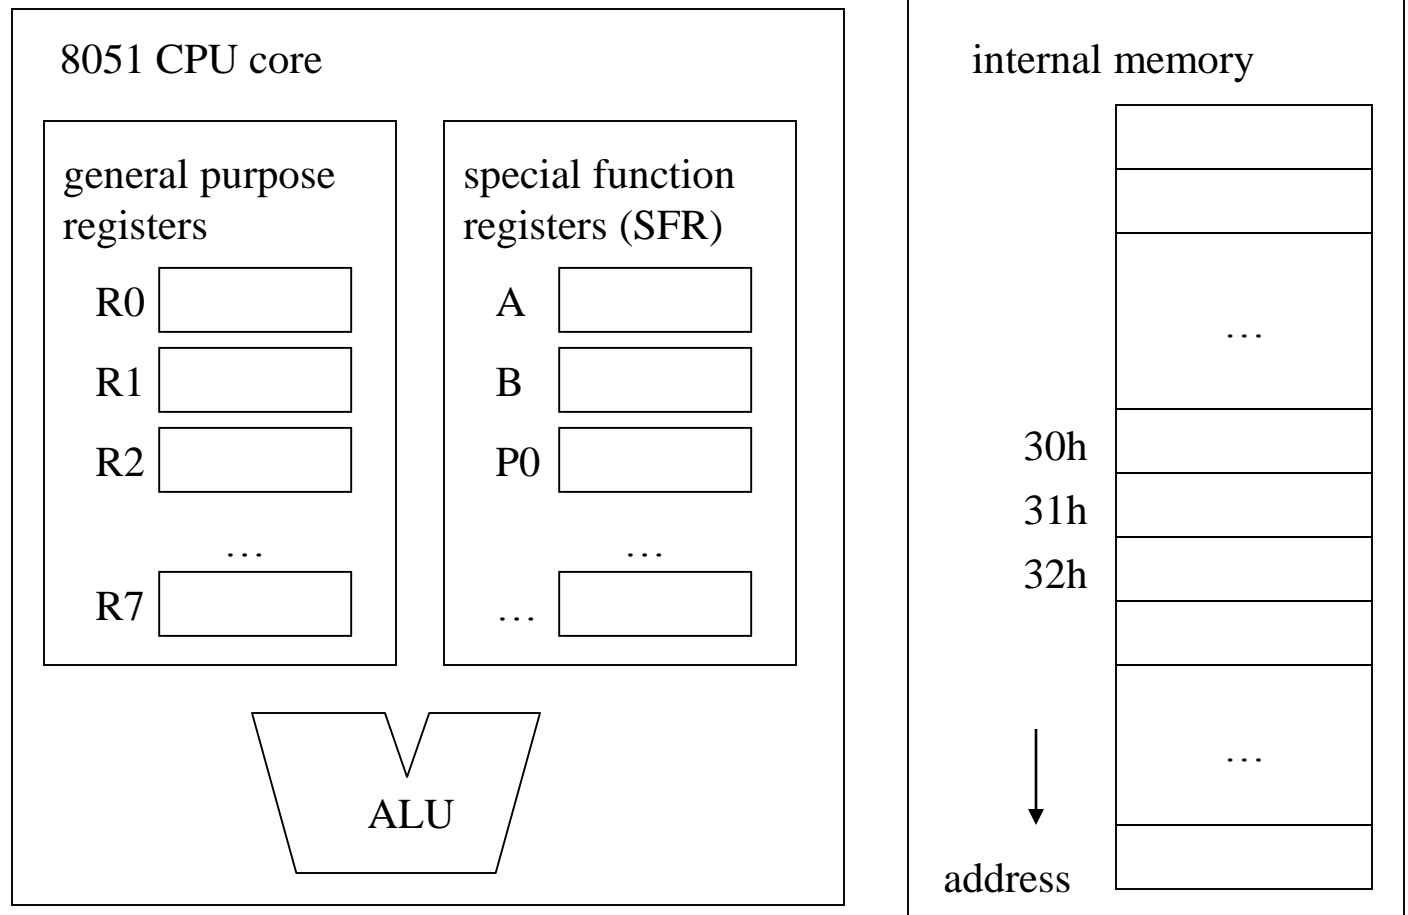 8051 CPU core
general purpose
registers
R0
R1
R2
…
R7
special function
registers (SFR)
A
B
P0
…
…
ALU
internal memory
…
30h
31h
32h
…
address